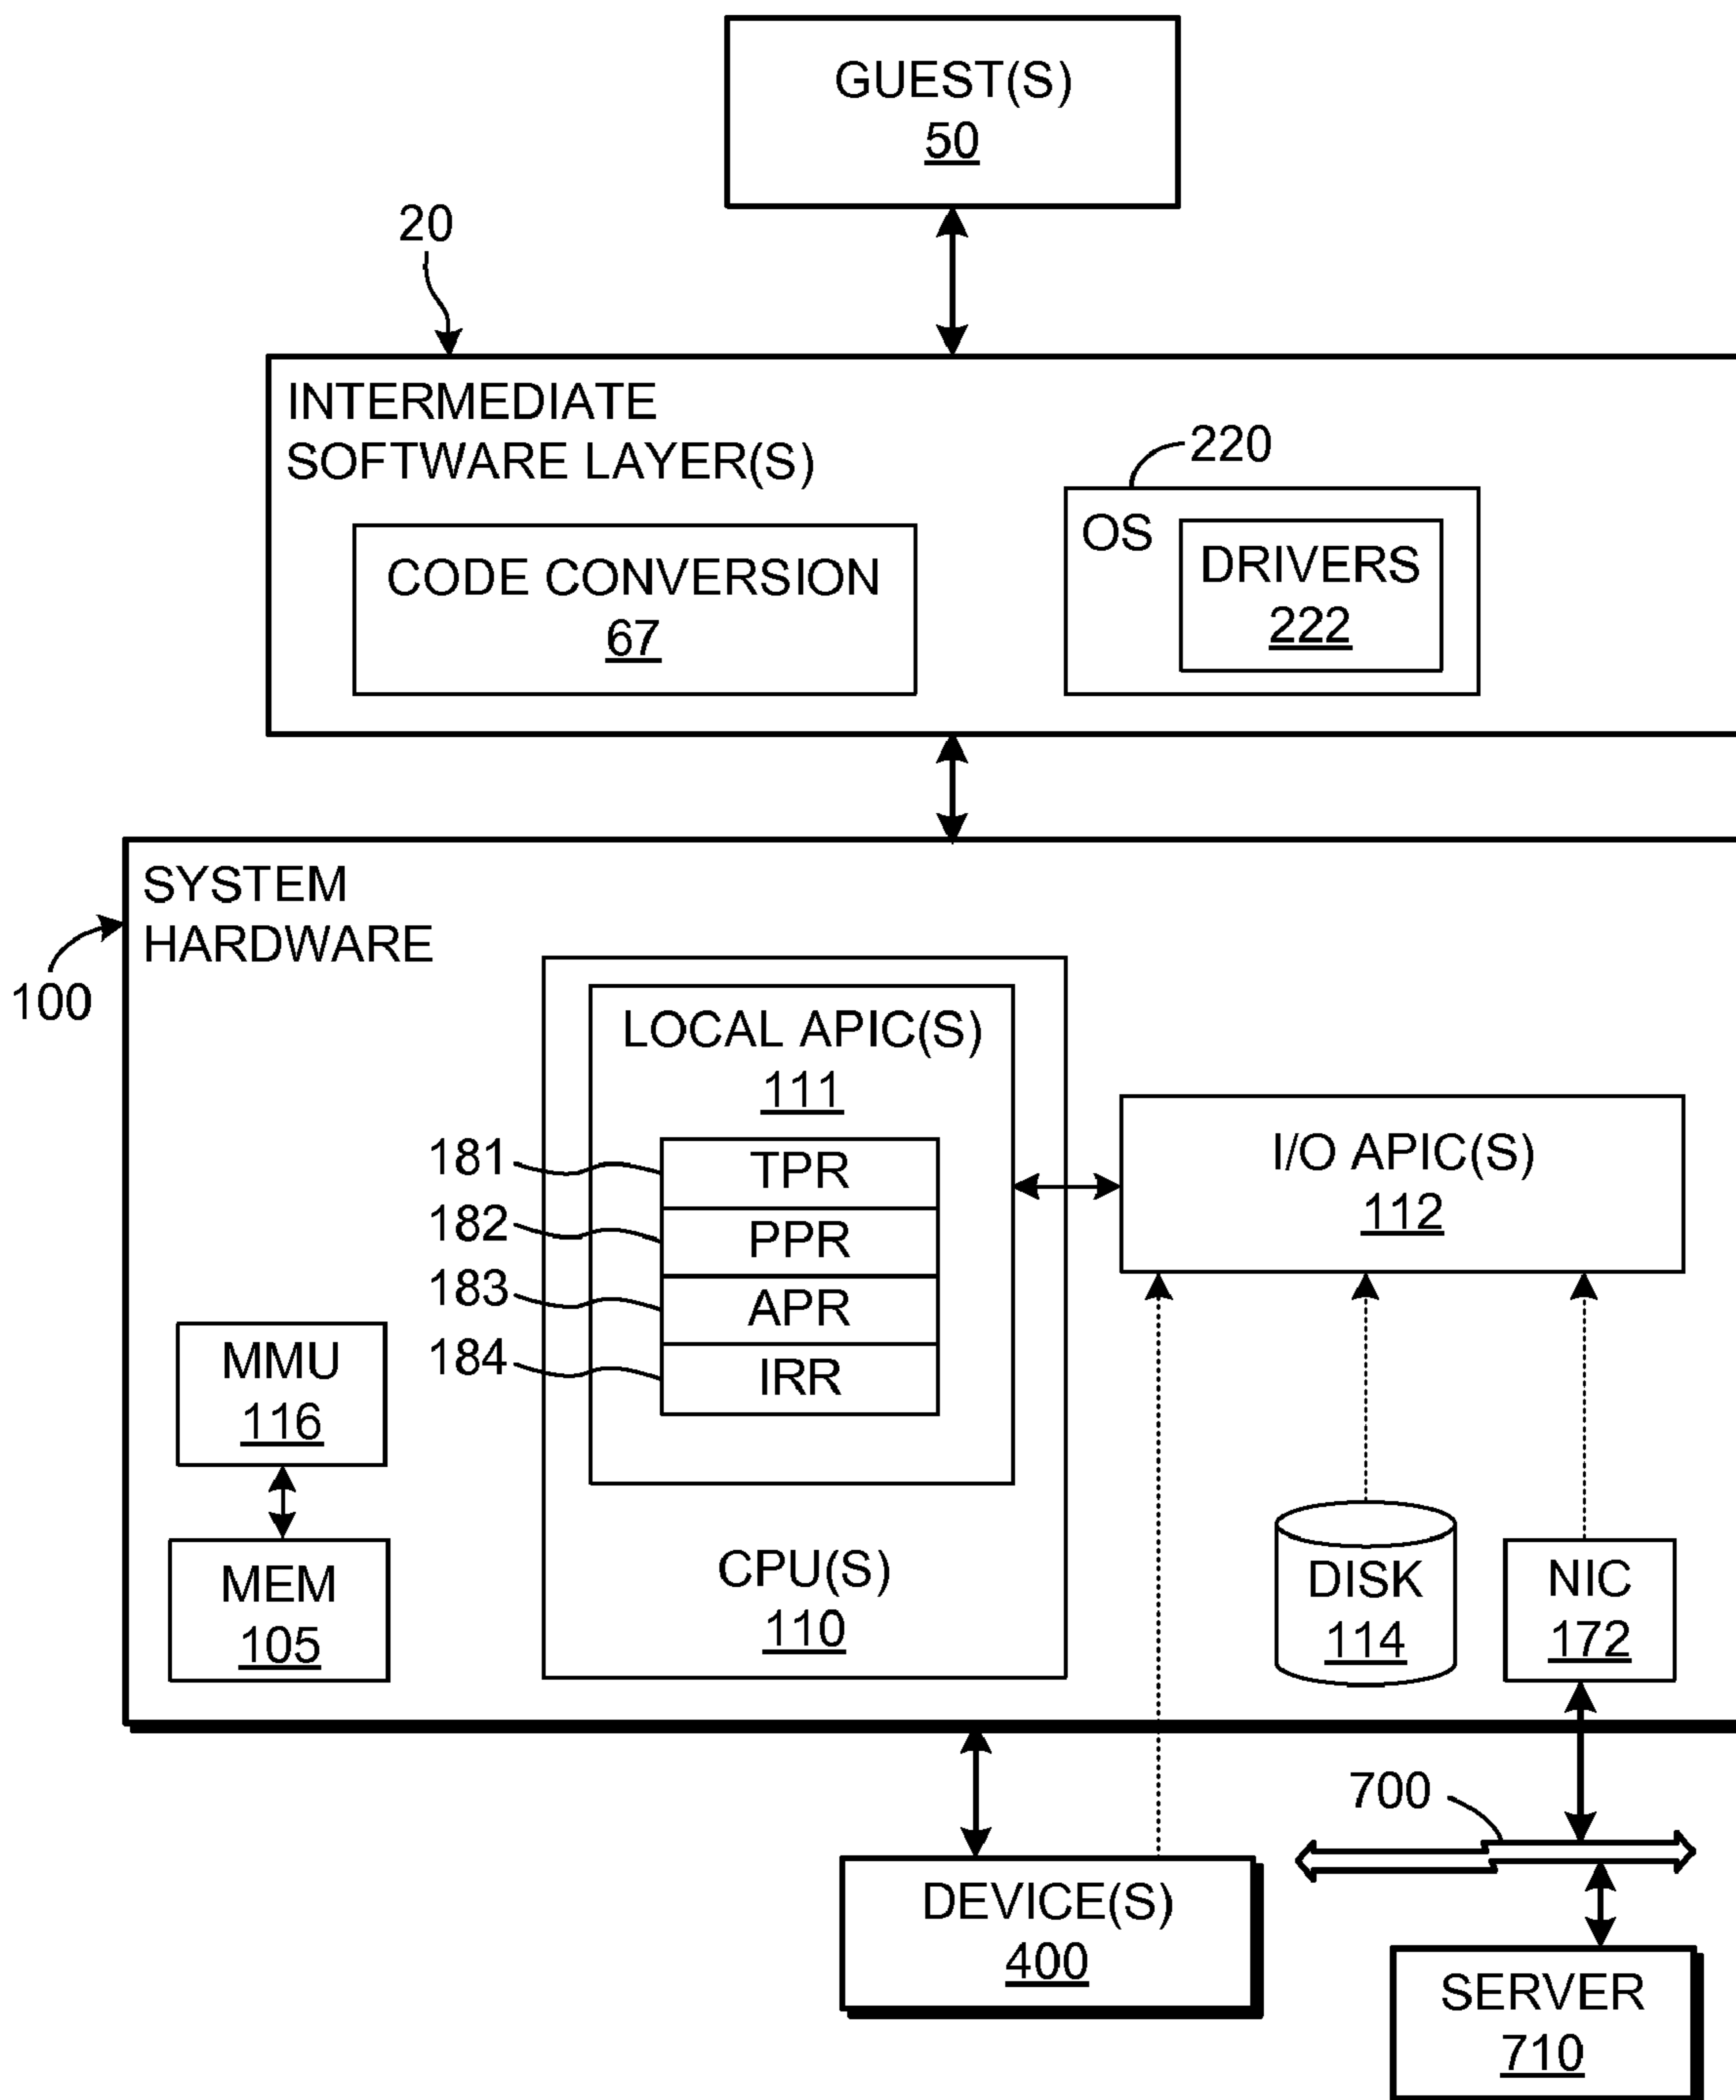 GUEST(S)
50
20
INTERMEDIATE
SOFTWARE LAYER(S)
220
OS
DRIVERS
222
CODE CONVERSION
67
SYSTEM
HARDWARE
100
LOCAL APIC(S)
111
181
TPR
182
PPR
183
APR
184
IRR
I/O APIC(S)
112
MMU
116
MEM
105
CPU(S)
110
DISK
114
NIC
172
700
DEVICE(S)
400
SERVER
710